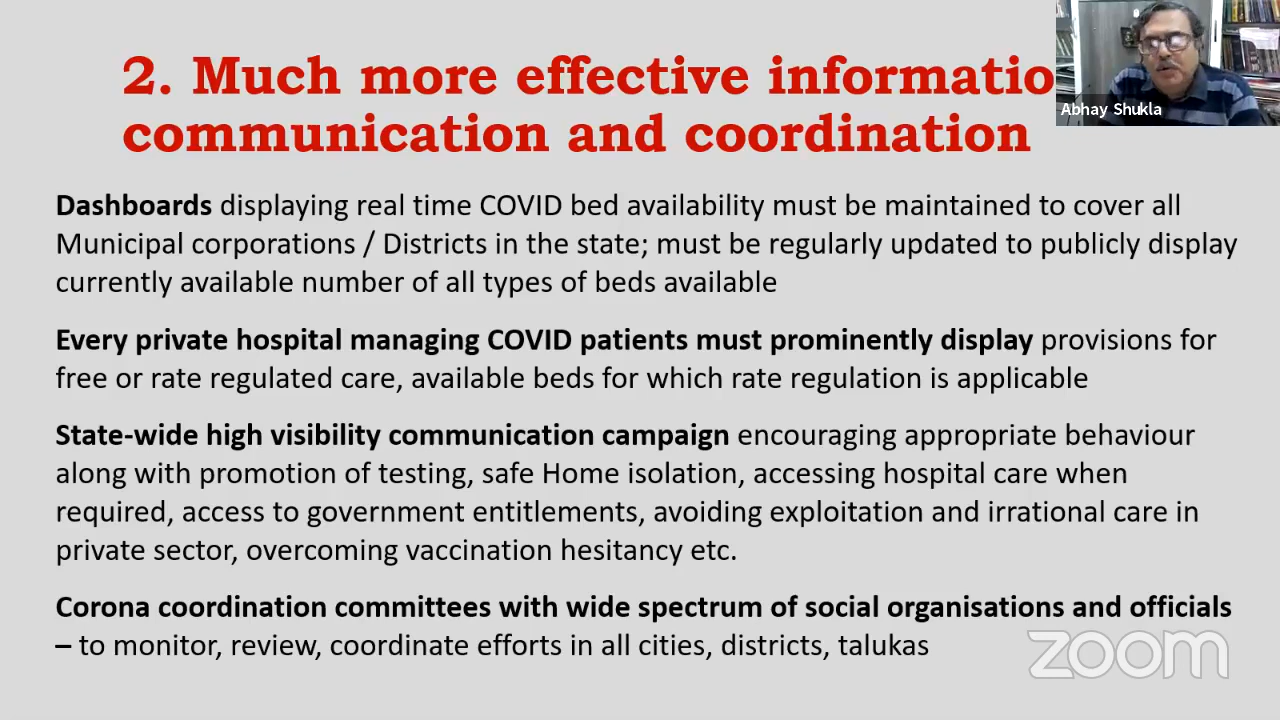 2. Much more effective informatio
communication and coordination
Abhay Shukla
Dashboards displaying real time COVID bed availability must be maintained to cover all
Municipal corporations / Districts in the state; must be regularly updated to publicly display
currently available number of all types of beds available
Every private hospital managing COVID patients must prominently display provisions for
free or rate regulated care, available beds for which rate regulation is applicable
State-wide high visibility communication campaign encouraging appropriate behaviour
along with promotion of testing, safe Home isolation, accessing hospital care when
required, access to government entitlements, avoiding exploitation and irrational care in
private sector, overcoming vaccination hesitancy etc.
Corona coordination committees with wide spectrum of social organisations and officials
– to monitor, review, coordinate efforts in all cities, districts, talukas
zoom